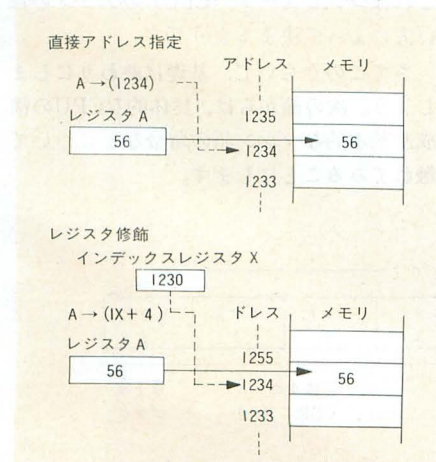 直接アドレス指定
アドレス メモリ
A→(1234)
レジスタA
1235
56
1234
56
1233
レジスタ修飾
インデックスレジスタX
1230
ドレス メモリ
A→(IX+4)
レジスタA
1255
56
1234
56
1233